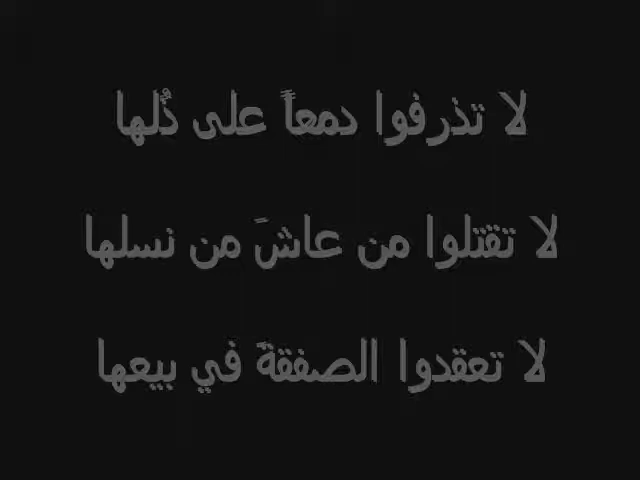 لا تذرفوا دمعاً على ذُلها
لا تقتلوا من عاشَ من نسلها
لا تعقدوا الصفقةَ في بيعها